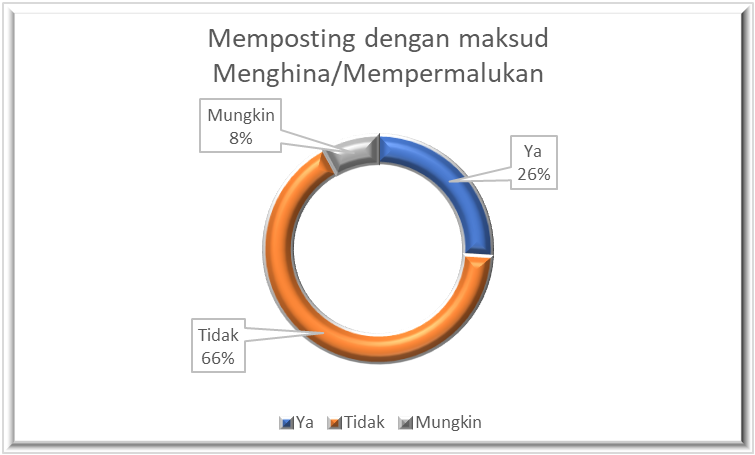 Memposting dengan maksud
Menghina/Mempermalukan
Mungkin
8%
Ya
26%
Tidak
66%
Ya Tidak Mungkin